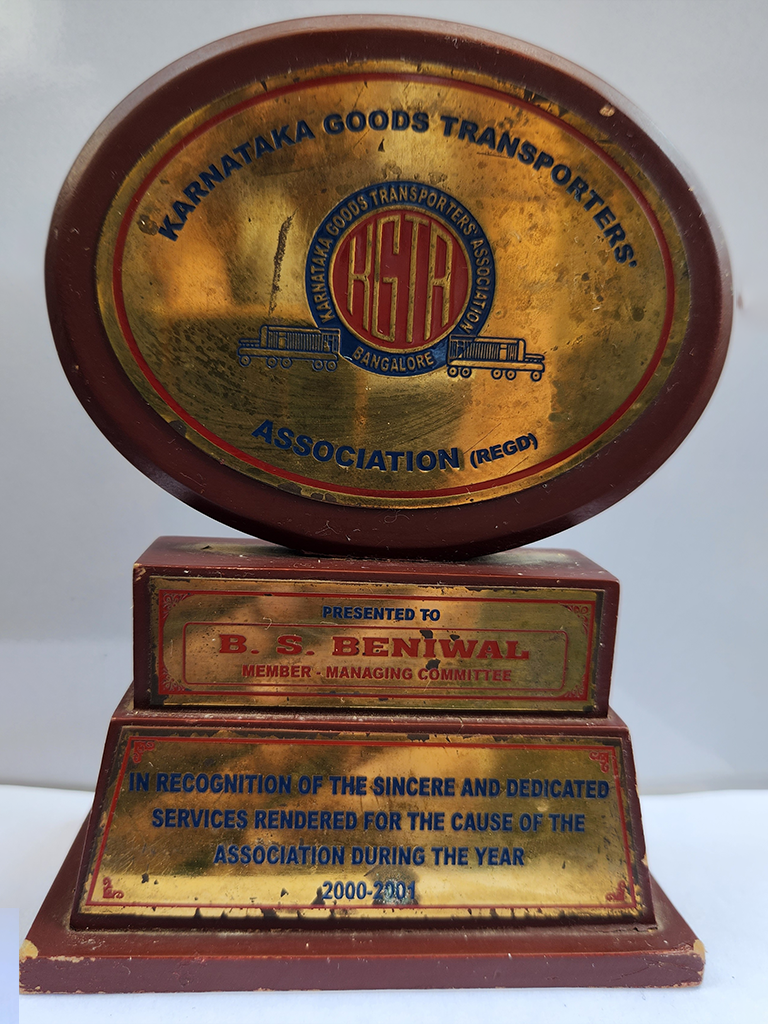 KARNATAKA GOODS TRANSPORTERS'
KARNATAKA GOODS TRANSPORTERS' ASSOCIATION
KGTA
BANGALORE
ASSOCIATION (REGD)
PRESENTED TO
B. S. BENIWAL
MEMBER - MANAGING COMMITTEE
IN RECOGNITION OF THE SINCERE AND DEDICATED
SERVICES RENDERED FOR THE CAUSE OF THE
ASSOCIATION DURING THE YEAR
2000-2001